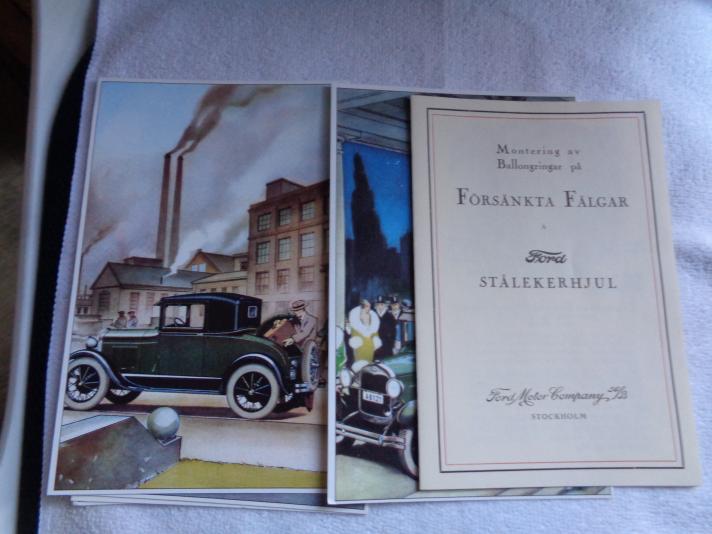 Montering av
Ballongringar på
FÖRSÄNKTA FÄLGAR
Å
Ford
STÅLEKERHJUL
Ford Motor Company A/B
STOCKHOLM